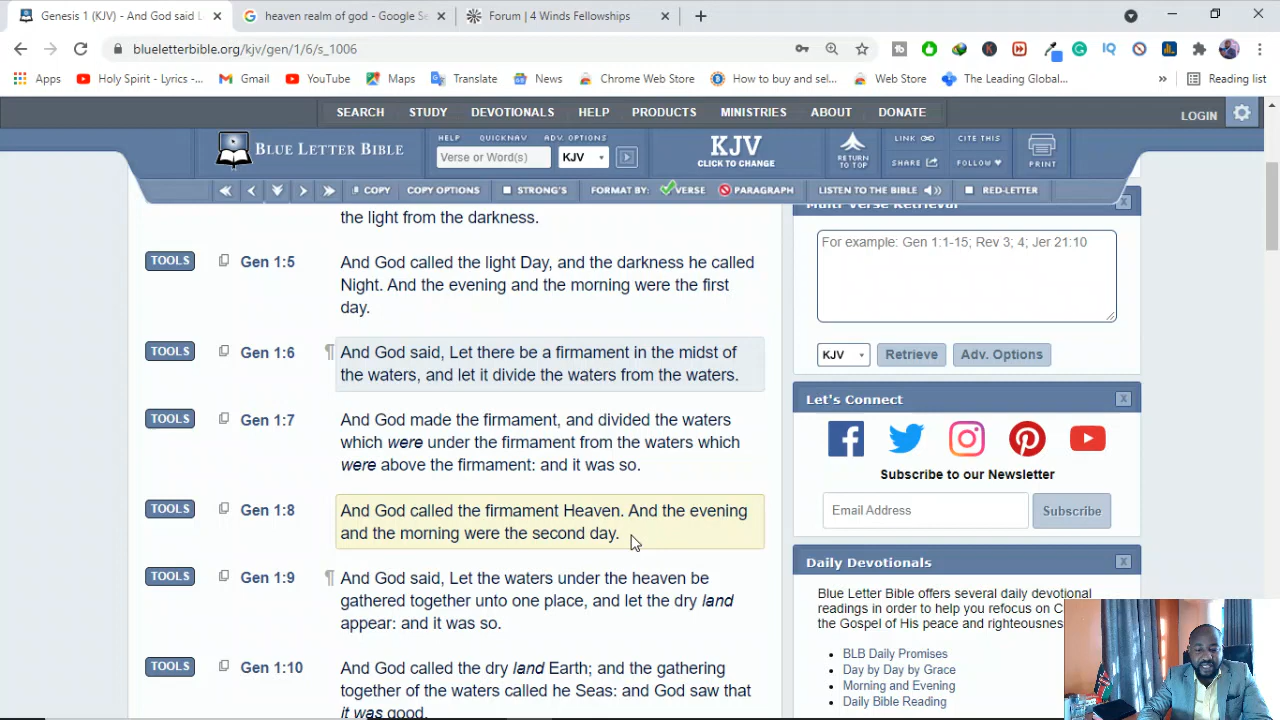 Genesis 1 (KJV) - And God said L
heaven realm of god - Google Se
Forum | 4 Winds Fellowships
blueletterbible.org/kjv/gen/1/6/s_1006
Apps
Holy Spirit - Lyrics -...
Gmail
YouTube
Maps
Translate
News
Chrome Web Store
How to buy and sel...
Web Store
The Leading Global...
»
Reading list
SEARCH STUDY DEVOTIONALS HELP PRODUCTS MINISTRIES ABOUT DONATE
LOGIN
BLUE LETTER BIBLE
HELP QUICKNAV ADV. OPTIONS
Verse or Word(s)
KJV
KJV
CLICK TO CHANGE
RETURN
TO TOP
LINK
SHARE
CITE THIS
FOLLOW
PRINT
COPY COPY OPTIONS STRONG'S FORMAT BY: VERSE PARAGRAPH LISTEN TO THE BIBLE RED-LETTER
the light from the darkness.
TOOLS Gen 1:5 And God called the light Day, and the darkness he called
Night. And the evening and the morning were the first
day.
TOOLS Gen 1:6 ¶ And God said, Let there be a firmament in the midst of
the waters, and let it divide the waters from the waters.
TOOLS Gen 1:7 And God made the firmament, and divided the waters
which were under the firmament from the waters which
were above the firmament: and it was so.
TOOLS Gen 1:8 And God called the firmament Heaven. And the evening
and the morning were the second day.
TOOLS Gen 1:9 ¶ And God said, Let the waters under the heaven be
gathered together unto one place, and let the dry land
appear: and it was so.
TOOLS Gen 1:10 And God called the dry land Earth; and the gathering
together of the waters called he Seas: and God saw that
it was good.
Multi-Verse Retrieval
X
For example: Gen 1:1-15; Rev 3; 4; Jer 21:10
KJV Retrieve Adv. Options
Let's Connect
X
Subscribe to our Newsletter
Email Address Subscribe
Daily Devotionals
X
Blue Letter Bible offers several daily devotional
readings in order to help you refocus on C
the Gospel of His peace and righteousnes
BLB Daily Promises
Day by Day by Grace
Morning and Evening
Daily Bible Reading